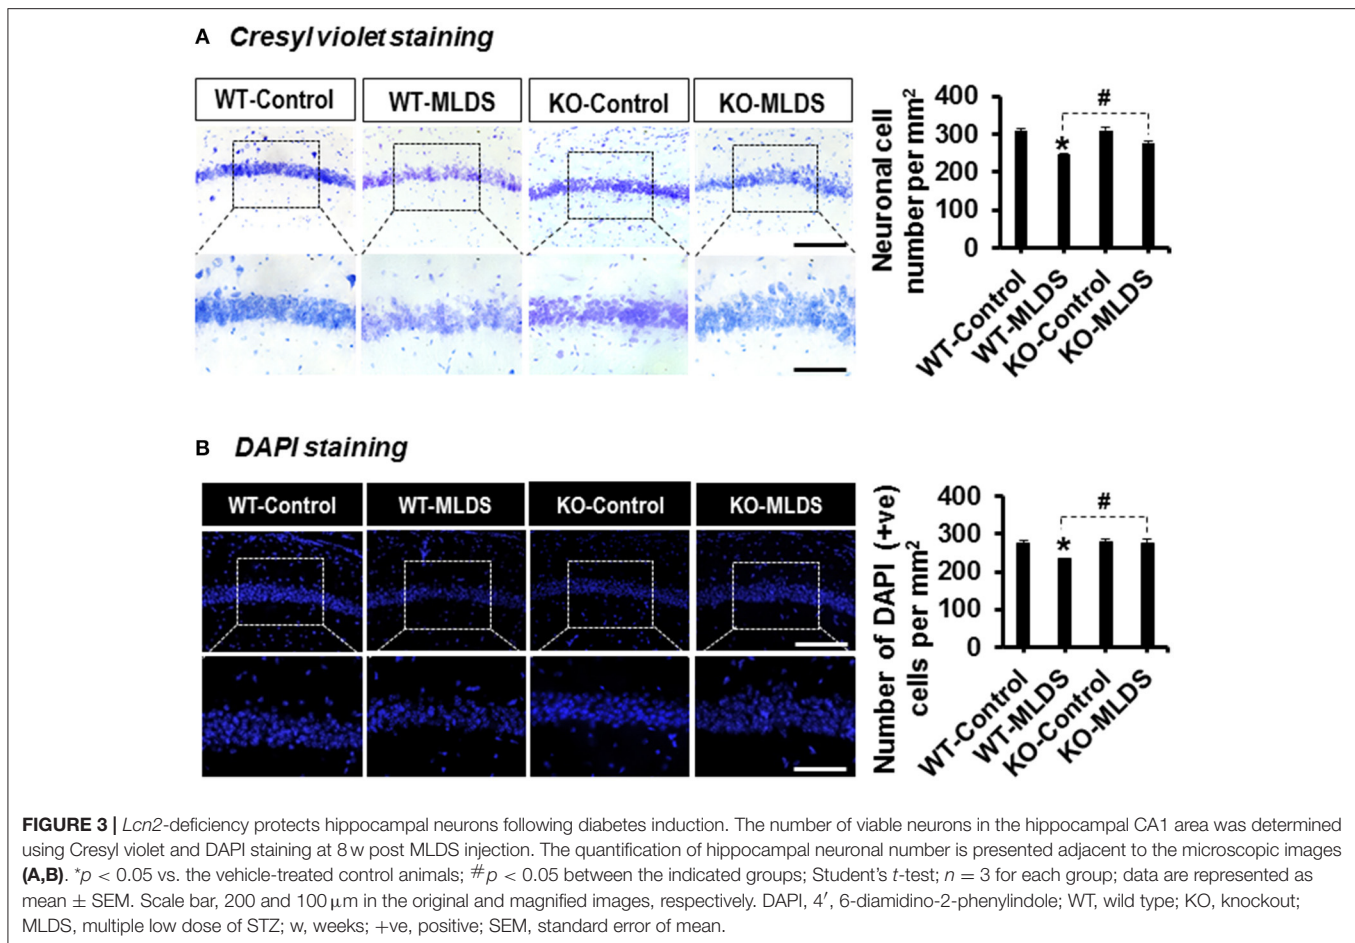 A Cresyl violet staining
WT-Control WT-MLDS KO-Control KO-MLDS
Neuronal cell
number per mm²
400
300
200
100
0
#
*
WT-Control
WT-MLDS
KO-Control
KO-MLDS
B DAPI staining
WT-Control WT-MLDS KO-Control KO-MLDS
Number of DAPI (+ve)
cells per mm²
400
300
200
100
0
#
*
WT-Control
WT-MLDS
KO-Control
KO-MLDS
FIGURE 3 | Lcn2-deficiency protects hippocampal neurons following diabetes induction. The number of viable neurons in the hippocampal CA1 area was determined
using Cresyl violet and DAPI staining at 8 w post MLDS injection. The quantification of hippocampal neuronal number is presented adjacent to the microscopic images
(A,B). *p < 0.05 vs. the vehicle-treated control animals; #p < 0.05 between the indicated groups; Student's t-test; n = 3 for each group; data are represented as
mean ± SEM. Scale bar, 200 and 100 μm in the original and magnified images, respectively. DAPI, 4′, 6-diamidino-2-phenylindole; WT, wild type; KO, knockout;
MLDS, multiple low dose of STZ; w, weeks; +ve, positive; SEM, standard error of mean.